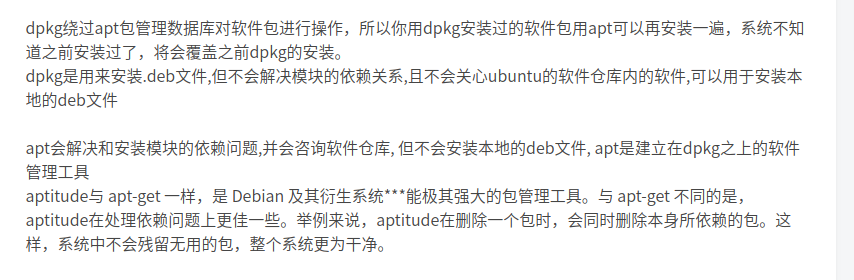 dpkg绕过apt包管理数据库对软件包进行操作，所以你用dpkg安装过的软件包用apt可以再安装一遍，系统不知
道之前安装过了，将会覆盖之前dpkg的安装。
dpkg是用来安装.deb文件,但不会解决模块的依赖关系,且不会关心ubuntu的软件仓库内的软件,可以用于安装本
地的deb文件
apt会解决和安装模块的依赖问题,并会咨询软件仓库, 但不会安装本地的deb文件, apt是建立在dpkg之上的软件
管理工具
aptitude与 apt-get 一样，是 Debian 及其衍生系统***能极其强大的包管理工具。与 apt-get 不同的是，
aptitude在处理依赖问题上更佳一些。举例来说，aptitude在删除一个包时，会同时删除本身所依赖的包。这
样，系统中不会残留无用的包，整个系统更为干净。